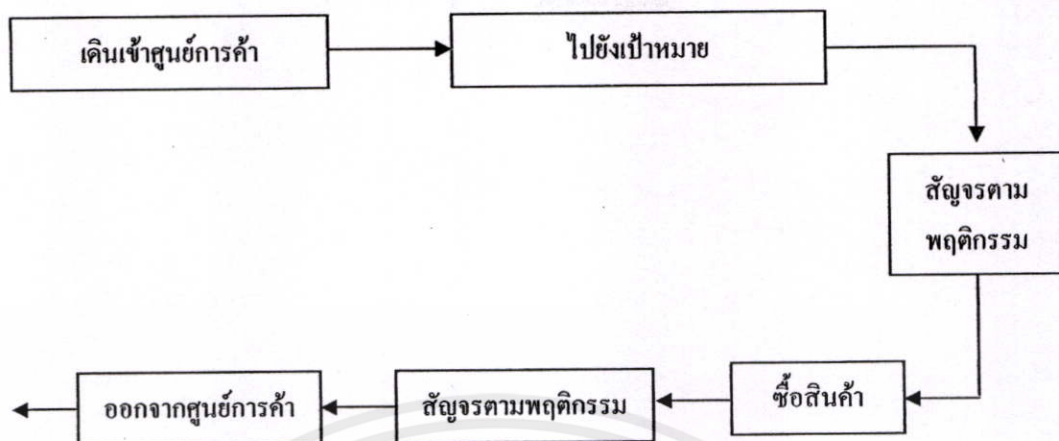 เดินเข้าศูนย์การค้า
ไปยังเป้าหมาย
สัญจรตาม
พฤติกรรม
ซื้อสินค้า
สัญจรตามพฤติกรรม
ออกจากศูนย์การค้า